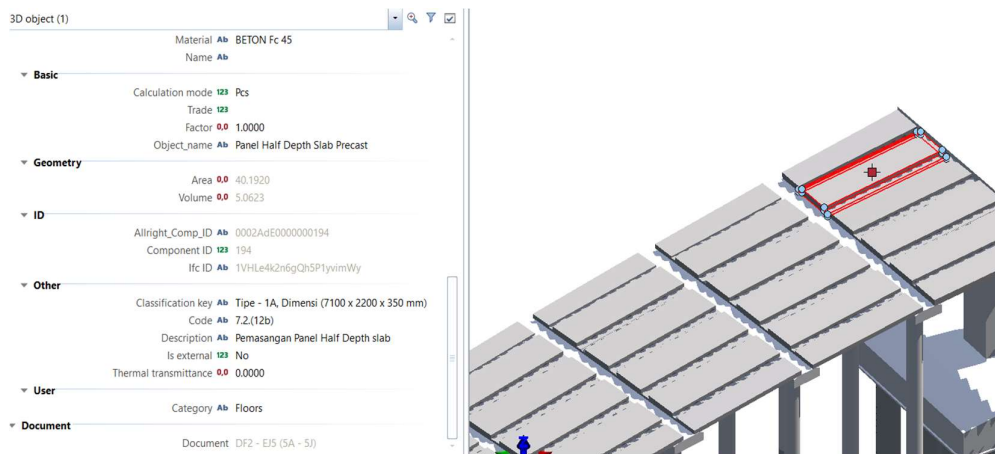 3D object (1)
Material Ab BETON Fc 45
Name Ab
Basic
Calculation mode 123 Pcs
Trade 123
Factor 0,0 1.0000
Object_name Ab Panel Half Depth Slab Precast
Geometry
Area 0,0 40.1920
Volume 0,0 5.0623
ID
Allright_Comp_ID Ab 0002AdE0000000194
Component ID 123 194
Ifc ID Ab 1VHLe4k2n6gQh5P1yvimWy
Other
Classification key Ab Tipe - 1A, Dimensi (7100 x 2200 x 350 mm)
Code Ab 7.2.(12b)
Description Ab Pemasangan Panel Half Depth slab
Is external 123 No
Thermal transmittance 0,0 0.0000
User
Category Ab Floors
Document
Document DF2 - EJ5 (5A - 5J)